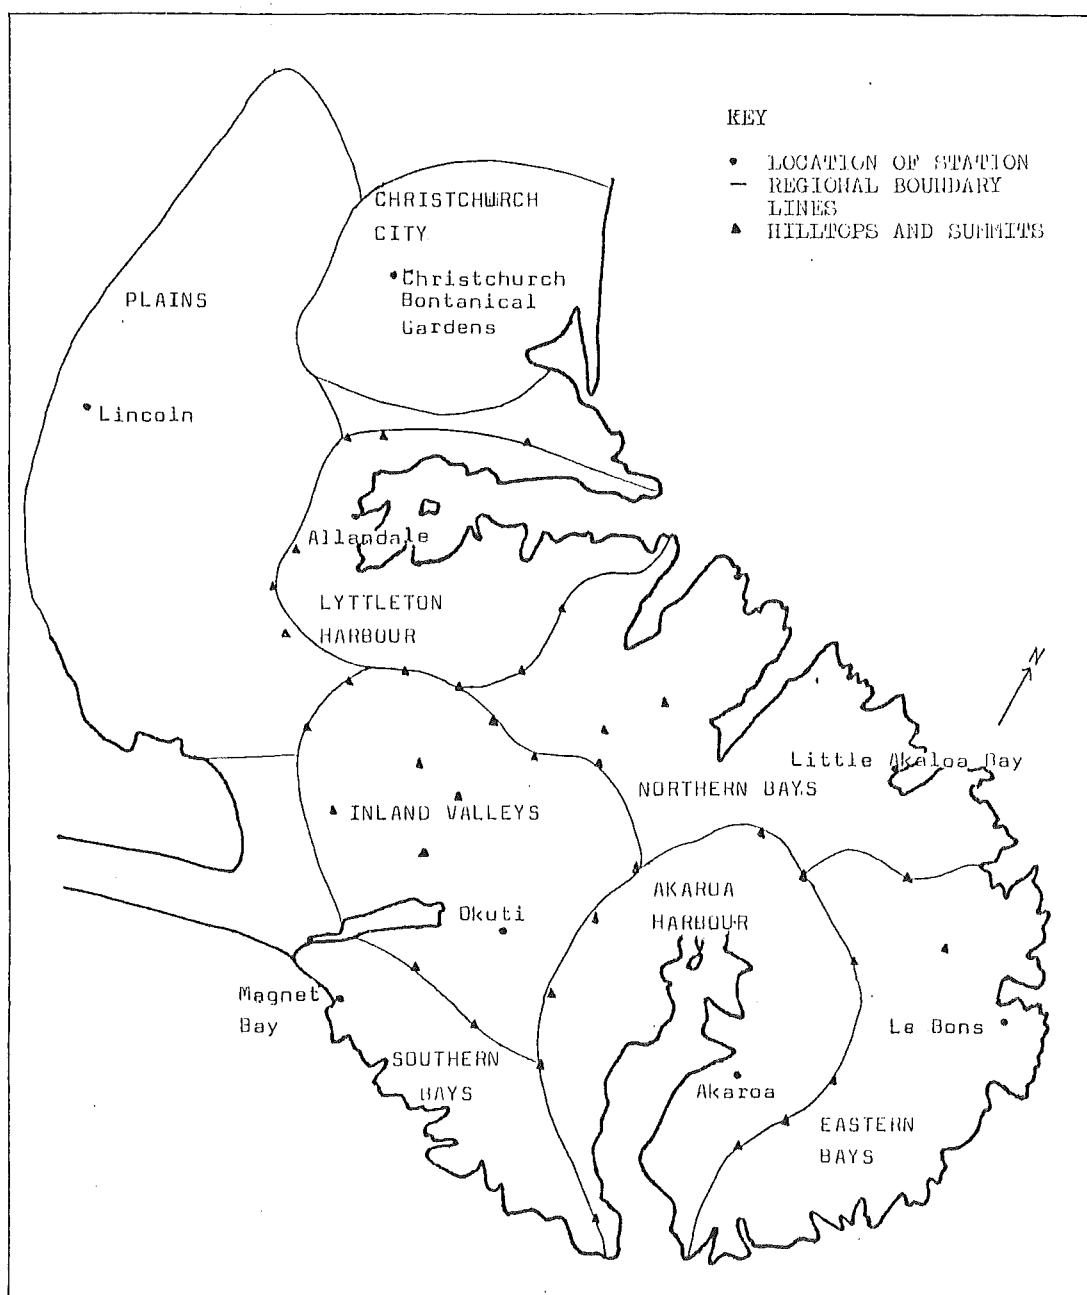 KEY
LOCATION OF STATION
REGIONAL BOUNDARY
LINES
HILLTOPS AND SUMMITS
CHRISTCHURCH
CITY
Christchurch
Bontanical
Gardens
PLAINS
Lincoln
Allandale
LYTTLETON
HARBOUR
N
Little Akaloa Bay
NORTHERN BAYS
INLAND VALLEYS
AKAROA
HARBOUR
Okuti
Magnet
Bay
Le Bons
SOUTHERN
BAYS
Akaroa
EASTERN
BAYS